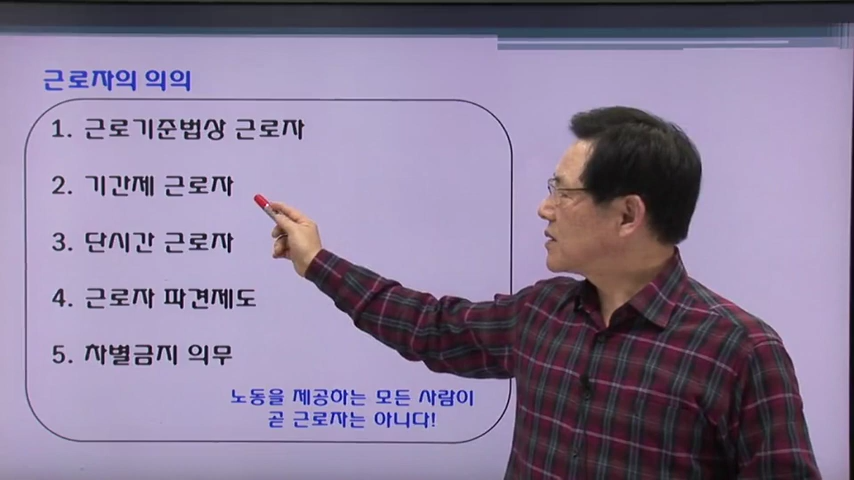 근로자의 의의
1. 근로기준법상 근로자
2. 기간제 근로자
3. 단시간 근로자
4. 근로자 파견제도
5. 차별금지 의무
노동을 제공하는 모든 사람이
곧 근로자는 아니다!